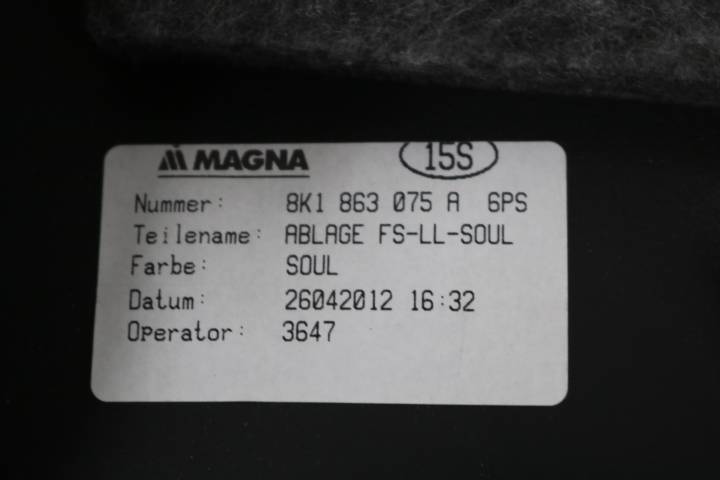 MAGNA 15S
Nummer: 8K1 863 075 A 6PS
Teilename: ABLAGE FS-LL-SOUL
Farbe: SOUL
Datum: 26042012 16:32
Operator: 3647